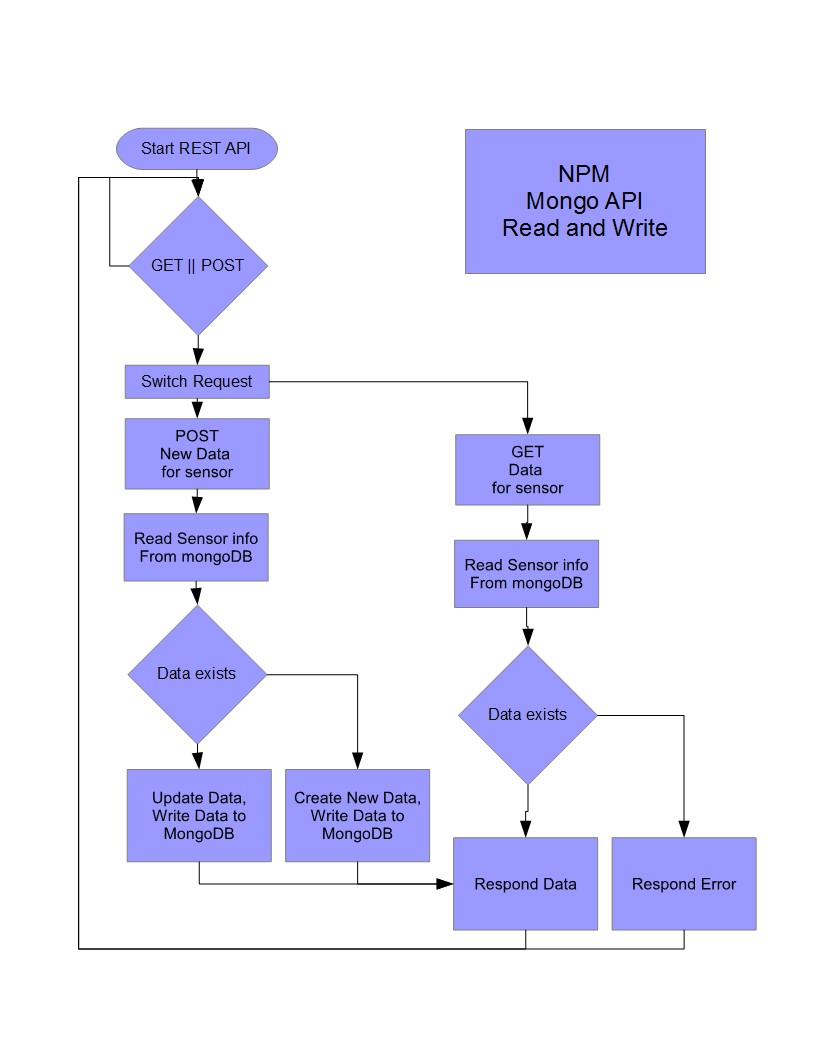 Start REST API
NPM
Mongo API
Read and Write
GET || POST
Switch Request
POST
New Data
for sensor
GET
Data
for sensor
Read Sensor info
From mongoDB
Read Sensor info
From mongoDB
Data exists
Data exists
Update Data,
Write Data to
MongoDB
Create New Data,
Write Data to
MongoDB
Respond Data
Respond Error